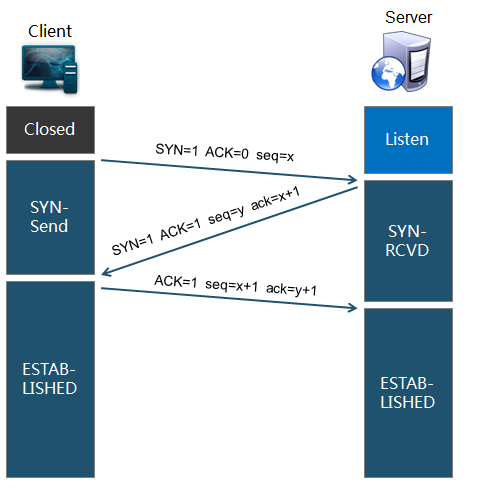 Client
Server
Closed
Listen
SYN=1 ACK=0 seq=x
SYN-
Send
SYN=1 ACK=1 seq=y ack=x+1
SYN-
RCVD
ACK=1 seq=x+1 ack=y+1
ESTAB-
LISHED
ESTAB-
LISHED